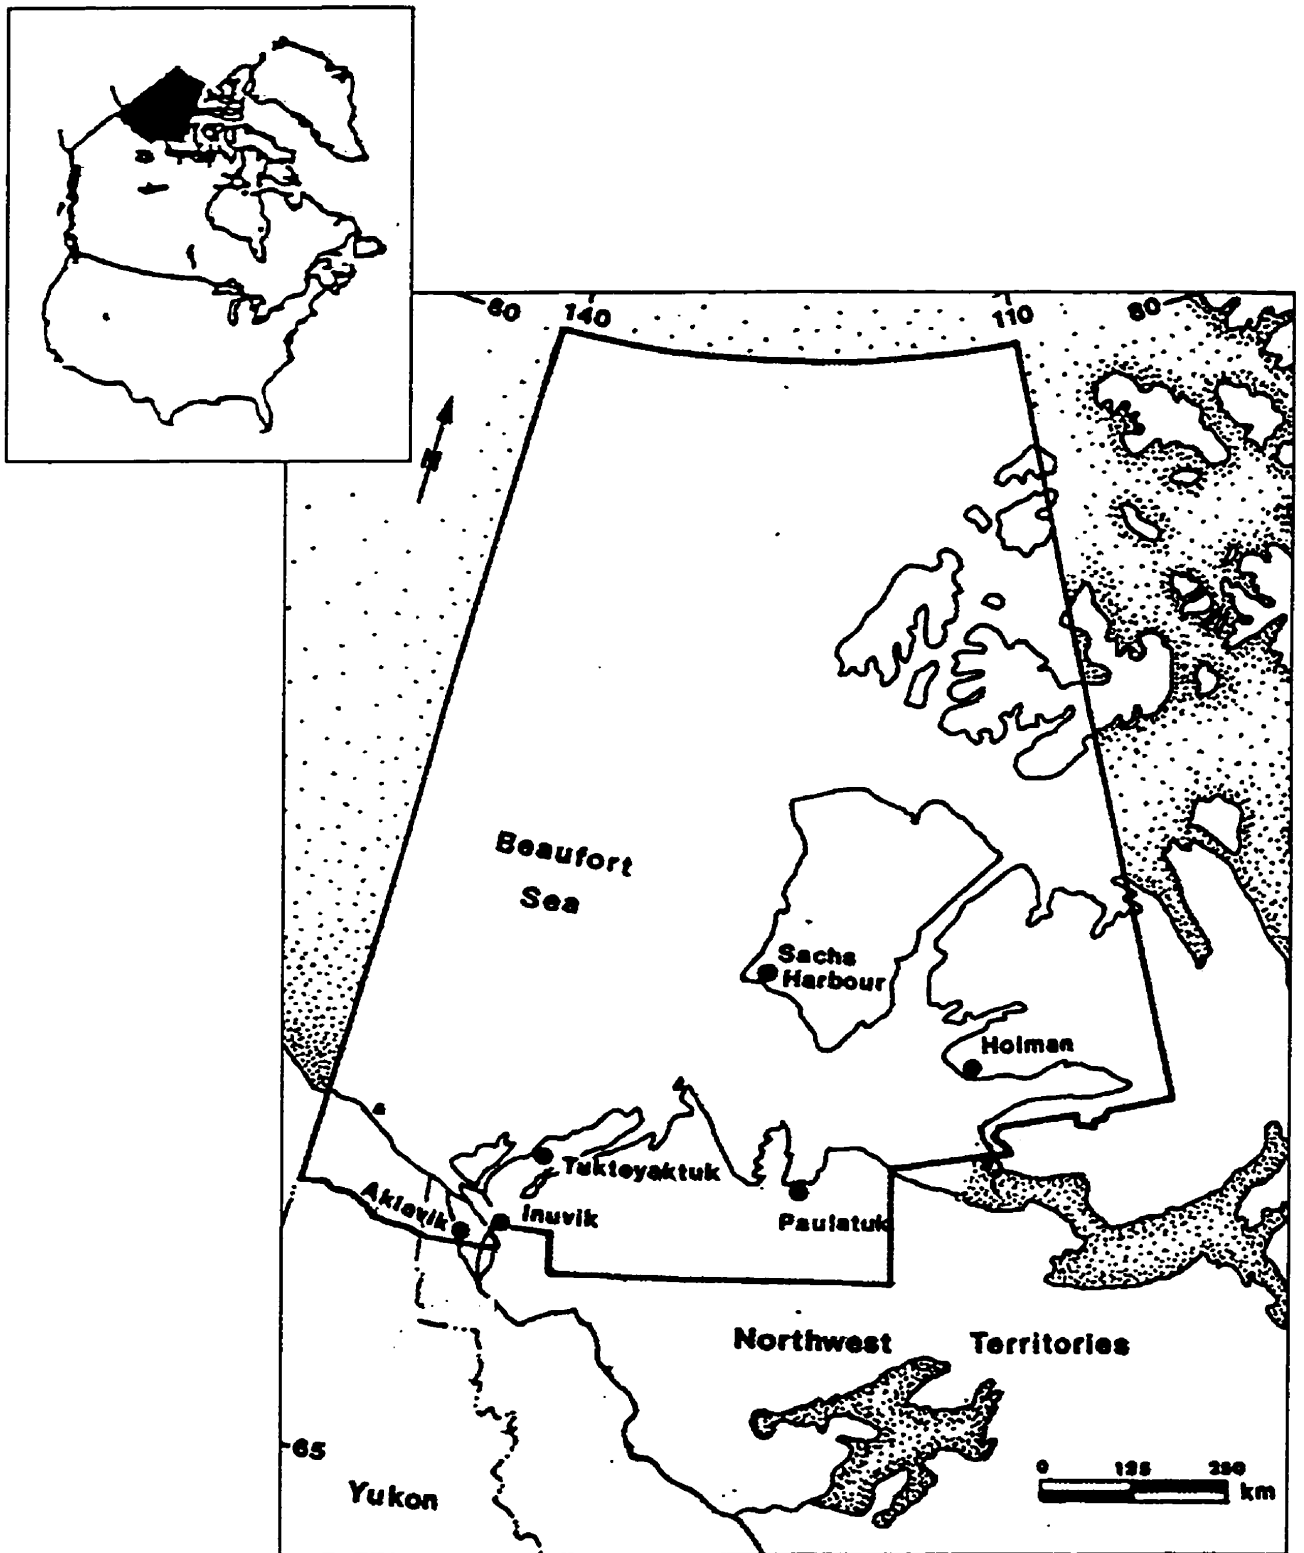 80 140 110 80
N
Beaufort
Sea
Sachs
Harbour
Holman
Tuktoyaktuk
Aklavik
Inuvik
Paulatuk
Northwest Territories
65
Yukon
0 125 250
km